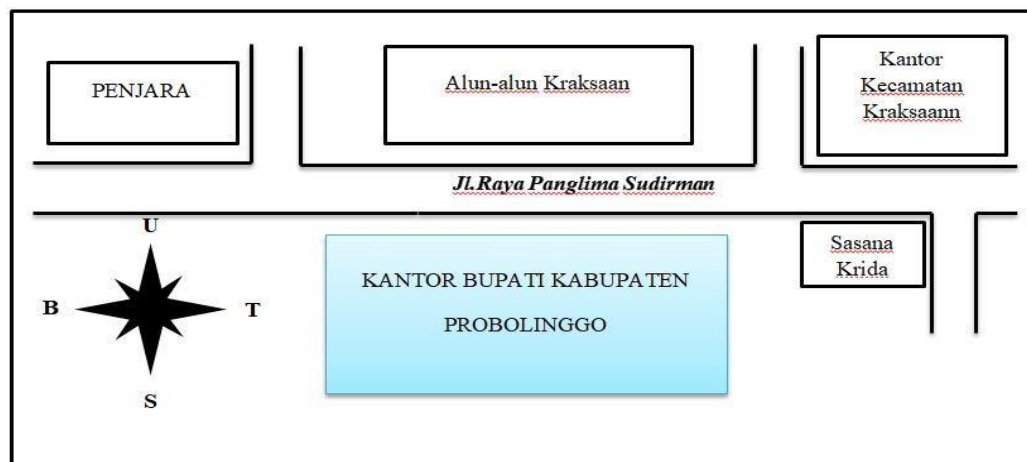 PENJARA
Alun-alun Kraksaan
Kantor
Kecamatan
Kraksaann
Jl.Raya Panglima Sudirman
U
B
T
S
KANTOR BUPATI KABUPATEN
PROBOLINGGO
Sasana
Krida